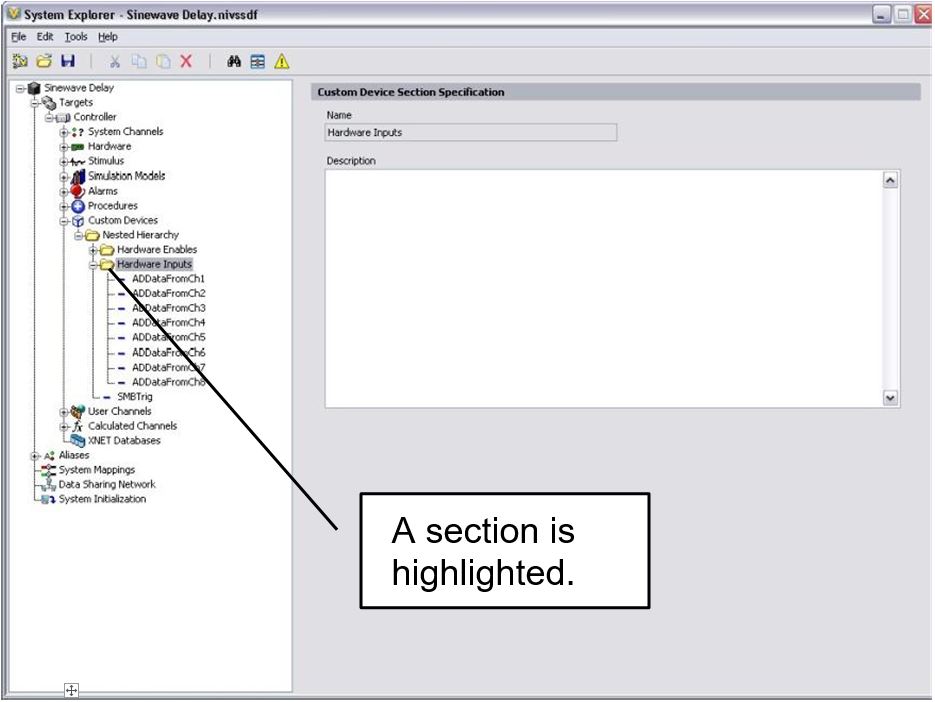 System Explorer - Sinewave Delay.nivssdf
File Edit Tools Help
Sinewave Delay
Targets
Controller
System Channels
Hardware
Stimulus
Simulation Models
Alarms
Procedures
Custom Devices
Nested Hierarchy
Hardware Enables
Hardware Inputs
ADDataFromCh1
ADDataFromCh2
ADDataFromCh3
ADDataFromCh4
ADDataFromCh5
ADDataFromCh6
ADDataFromCh7
ADDataFromCh8
SMBTrig
User Channels
Calculated Channels
XNET Databases
Aliases
System Mappings
Data Sharing Network
System Initialization
Custom Device Section Specification
Name
Hardware Inputs
Description
A section is
highlighted.